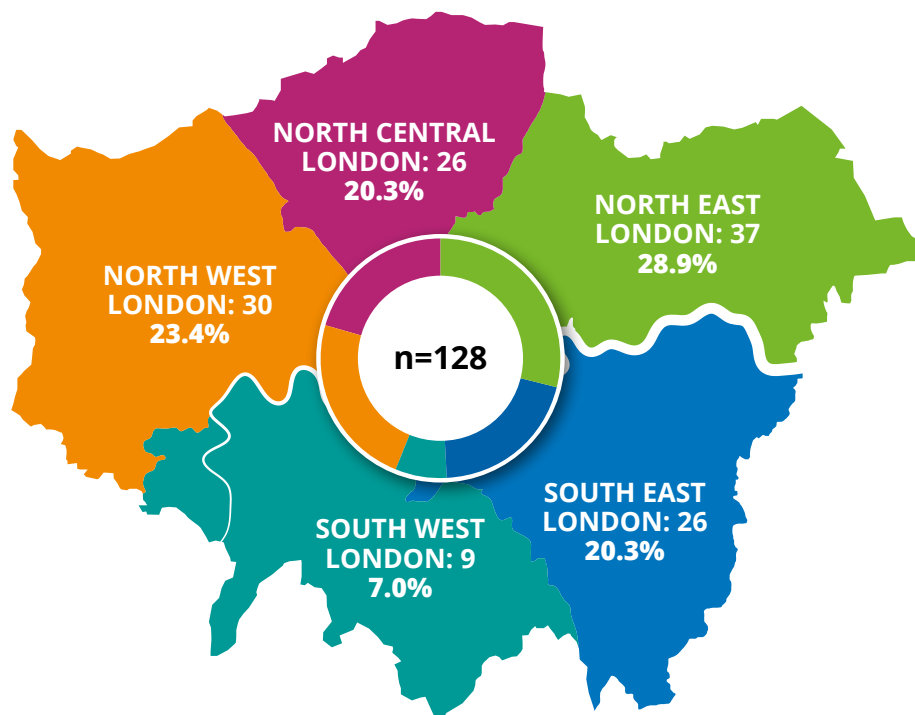 NORTH CENTRAL
LONDON: 26
20.3%
NORTH EAST
LONDON: 37
28.9%
NORTH WEST
LONDON: 30
23.4%
n=128
SOUTH EAST
LONDON: 26
20.3%
SOUTH WEST
LONDON: 9
7.0%